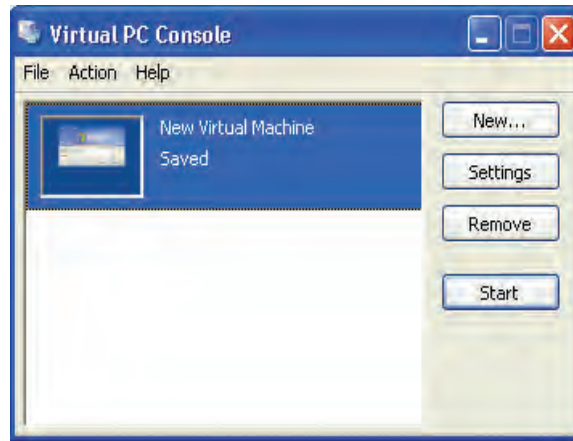 Virtual PC Console
File Action Help
New Virtual Machine
Saved
New...
Settings
Remove
Start